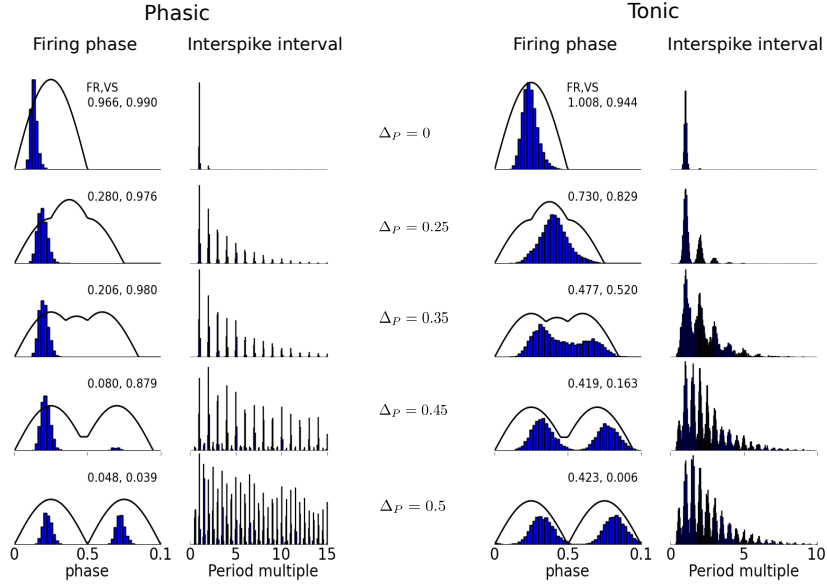 Phasic Tonic
Firing phase Interspike interval Firing phase Interspike interval
FR,VS FR,VS
0.966, 0.990 1.008, 0.944
Δ_P = 0
0.280, 0.976 0.730, 0.829
Δ_P = 0.25
0.206, 0.980 0.477, 0.520
Δ_P = 0.35
0.080, 0.879 0.419, 0.163
Δ_P = 0.45
0.048, 0.039 0.423, 0.006
Δ_P = 0.5
0 0.5 0.1 0 5 10 15 0 0.5 0.1 0 5 10
phase Period multiple phase Period multiple